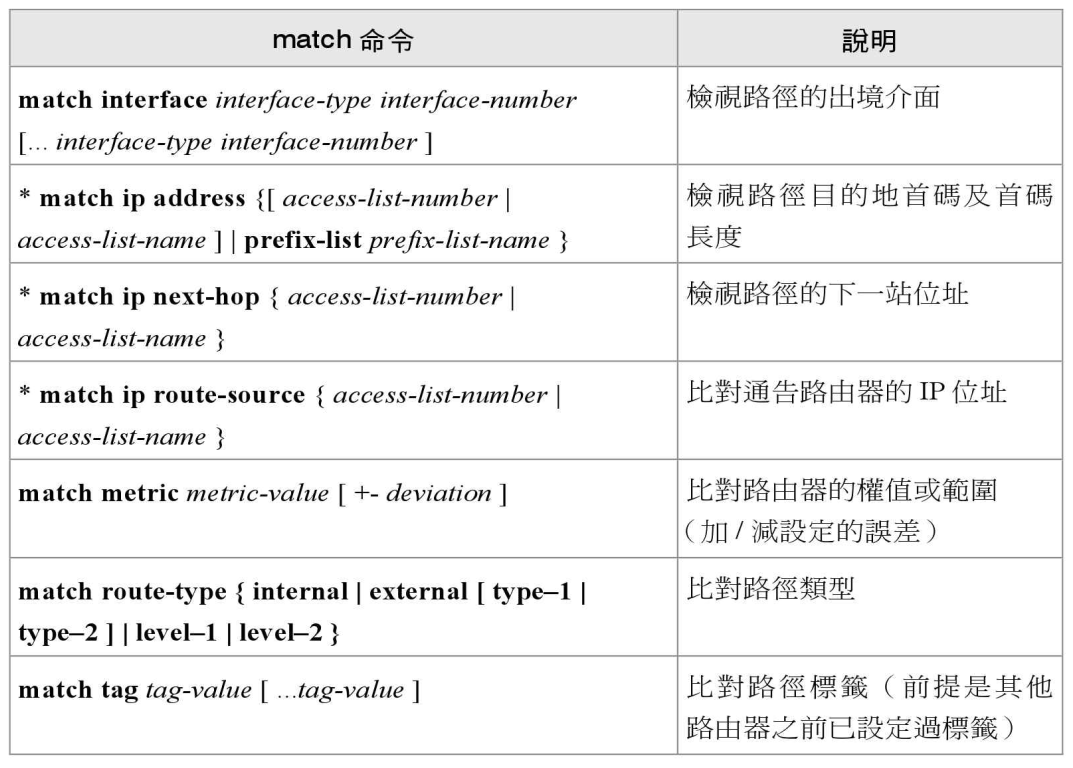 match 命令
說明
match interface interface-type interface-number
[... interface-type interface-number ]
檢視路徑的出境介面
* match ip address {[ access-list-number |
access-list-name ] | prefix-list prefix-list-name }
檢視路徑目的地首碼及首碼
長度
* match ip next-hop { access-list-number |
access-list-name }
檢視路徑的下一站位址
* match ip route-source { access-list-number |
access-list-name }
比對通告路由器的 IP 位址
match metric metric-value [ +- deviation ]
比對路由器的權值或範圍
（加 / 減設定的誤差）
match route-type { internal | external [ type–1 |
type–2 ] | level–1 | level–2 }
比對路徑類型
match tag tag-value [ ...tag-value ]
比對路徑標籤（前提是其他
路由器之前已設定過標籤）